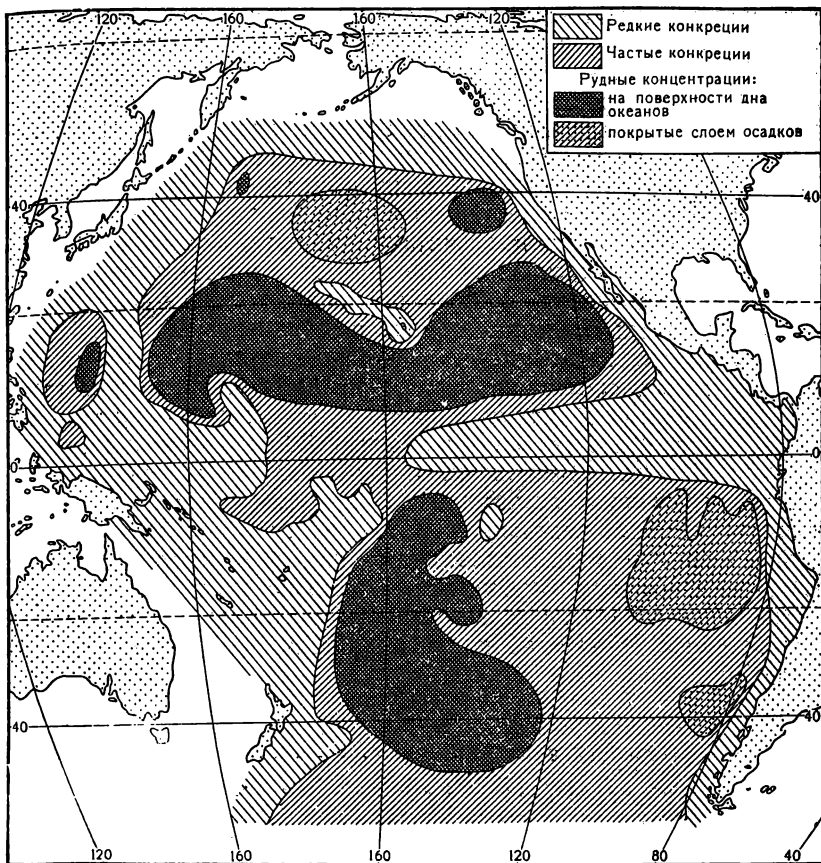 120 160 160 120
Редкие конкреции
Частые конкреции
Рудные концентрации:
на поверхности дна
океанов
покрытые слоем осадков
40 40
0 0
40 40
120 160 160 120 80 40